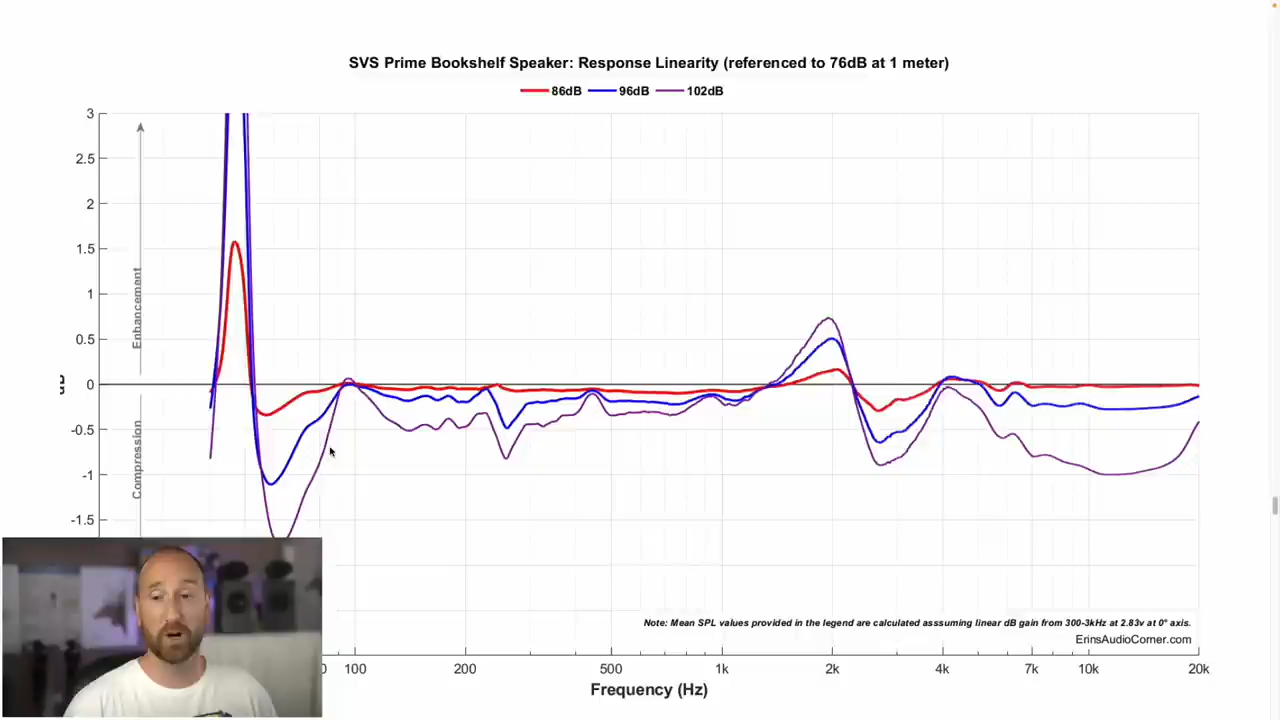 SVS Prime Bookshelf Speaker: Response Linearity (referenced to 76dB at 1 meter)
86dB 96dB 102dB
3
2.5
2
1.5
1
0.5
0
-0.5
-1
-1.5
Enhancement
Compression
Note: Mean SPL values provided in the legend are calculated asssuming linear dB gain from 300-3kHz at 2.83v at 0° axis.
ErinsAudioCorner.com
100 200 500 1k 2k 4k 7k 10k 20k
Frequency (Hz)